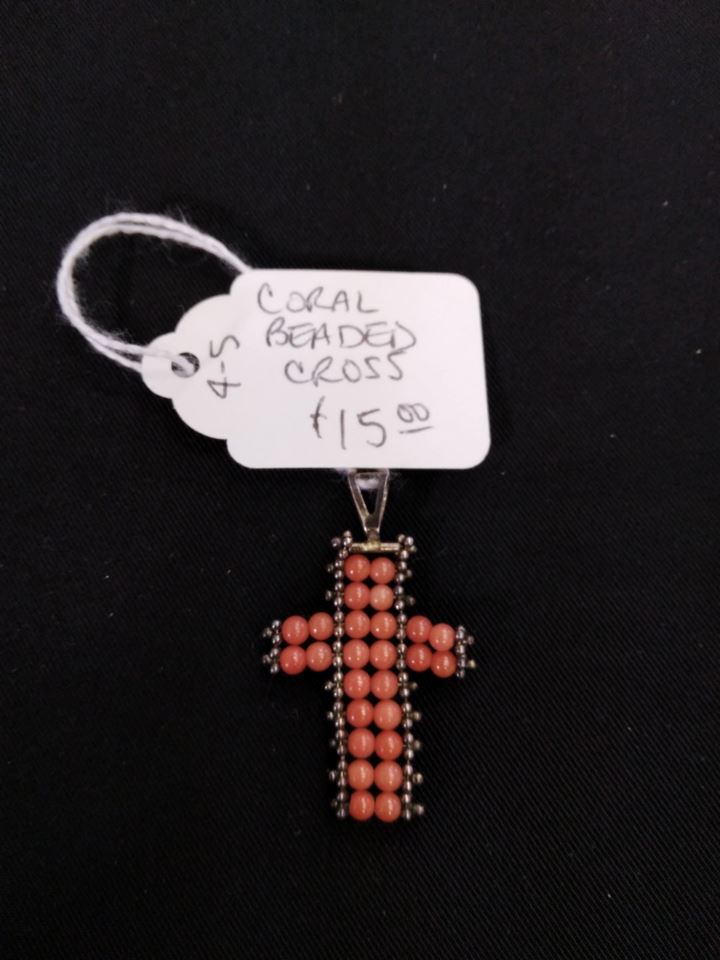 CORAL
BEADED
CROSS
$15.00
4-5